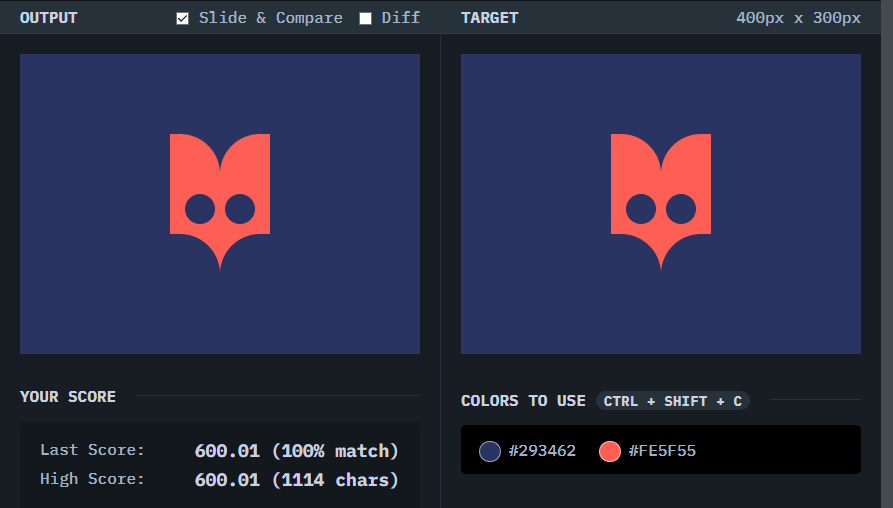 OUTPUT
Slide & Compare
Diff
TARGET
400px x 300px
YOUR SCORE
Last Score: 600.01 (100% match)
High Score: 600.01 (1114 chars)
COLORS TO USE
CTRL + SHIFT + C
#293462
#FE5F55